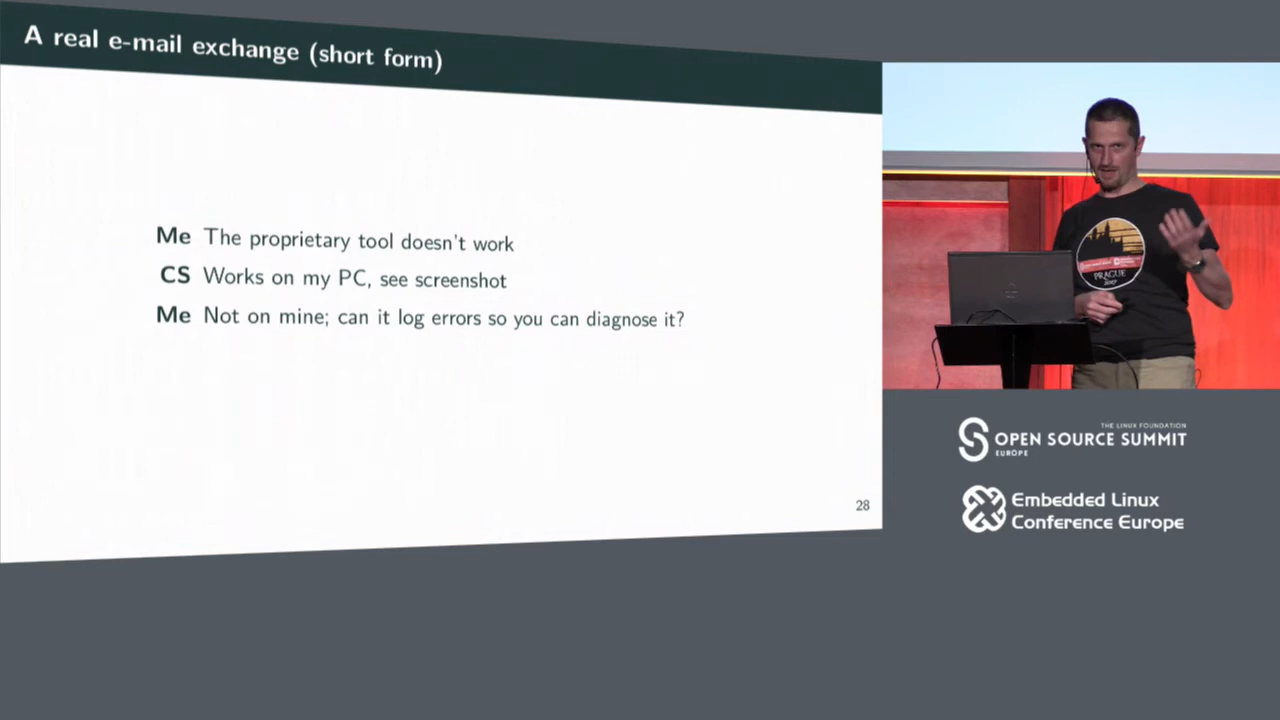 A real e-mail exchange (short form)
Me The proprietary tool doesn't work
CS Works on my PC, see screenshot
Me Not on mine; can it log errors so you can diagnose it?
28
PRAGUE
2017
THE LINUX FOUNDATION
OPEN SOURCE SUMMIT
EUROPE
Embedded Linux
Conference Europe